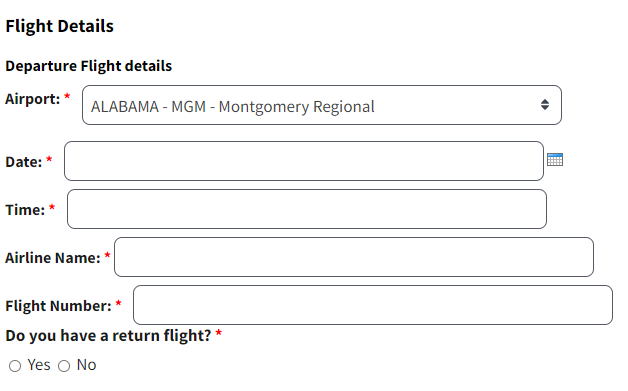 Flight Details
Departure Flight details
Airport: *
ALABAMA - MGM - Montgomery Regional
Date: *
Time: *
Airline Name: *
Flight Number: *
Do you have a return flight? *
Yes No